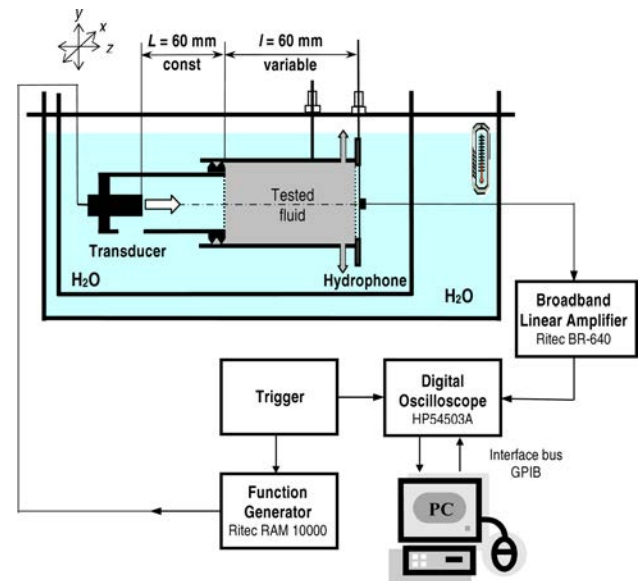 y
x
z
L = 60 mm
const
l = 60 mm
variable
Tested
fluid
Transducer
H₂O
Hydrophone
H₂O
Broadband
Linear Amplifier
Ritec BR-640
Trigger
Digital
Oscilloscope
HP54503A
Interface bus
GPIB
Function
Generator
Ritec RAM 10000
PC